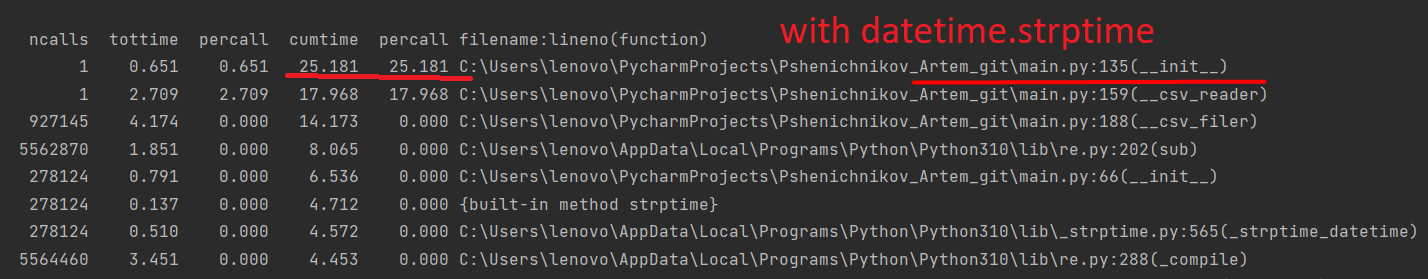 with datetime.strptime
ncalls tottime percall cumtime percall filename:lineno(function)
1 0.651 0.651 25.181 25.181 C:\Users\lenovo\PycharmProjects\Pshenichnikov_Artem_git\main.py:135(__init__)
1 2.709 2.709 17.968 17.968 C:\Users\lenovo\PycharmProjects\Pshenichnikov_Artem_git\main.py:159(__csv_reader)
927145 4.174 0.000 14.173 0.000 C:\Users\lenovo\PycharmProjects\Pshenichnikov_Artem_git\main.py:188(__csv_filer)
5562870 1.851 0.000 8.065 0.000 C:\Users\lenovo\AppData\Local\Programs\Python\Python310\lib\re.py:202(sub)
278124 0.791 0.000 6.536 0.000 C:\Users\lenovo\PycharmProjects\Pshenichnikov_Artem_git\main.py:66(__init__)
278124 0.137 0.000 4.712 0.000 {built-in method strptime}
278124 0.510 0.000 4.572 0.000 C:\Users\lenovo\AppData\Local\Programs\Python\Python310\lib\_strptime.py:565(_strptime_datetime)
5564460 3.451 0.000 4.453 0.000 C:\Users\lenovo\AppData\Local\Programs\Python\Python310\lib\re.py:288(_compile)